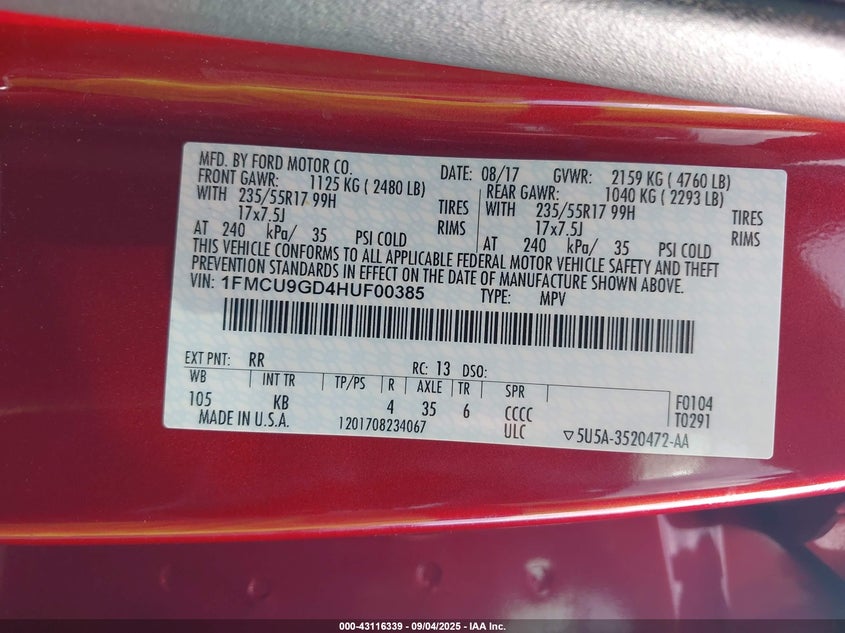 MFD. BY FORD MOTOR CO. DATE: 08/17 GVWR: 2159 KG ( 4760 LB)
FRONT GAWR: 1125 KG ( 2480 LB) REAR GAWR: 1040 KG ( 2293 LB)
WITH 235/55R17 99H TIRES WITH 235/55R17 99H TIRES
17x7.5J RIMS 17x7.5J RIMS
AT 240 kPa/ 35 PSI COLD AT 240 kPa/ 35 PSI COLD
THIS VEHICLE CONFORMS TO ALL APPLICABLE FEDERAL MOTOR VEHICLE SAFETY AND THEFT
PREVENTION STANDARDS IN EFFECT ON THE DATE OF MANUFACTURE SHOWN ABOVE.
VIN: 1FMCU9GD4HUF00385 TYPE: MPV
EXT PNT: RR RC: 13 DSO:
WB INT TR TP/PS R AXLE TR SPR F0104
105 KB 4 35 6 CCCC T0291
MADE IN U.S.A. 1201708234067 ULC ▽5U5A-3520472-AA
000-43116339 - 09/04/2025 - IAA Inc.